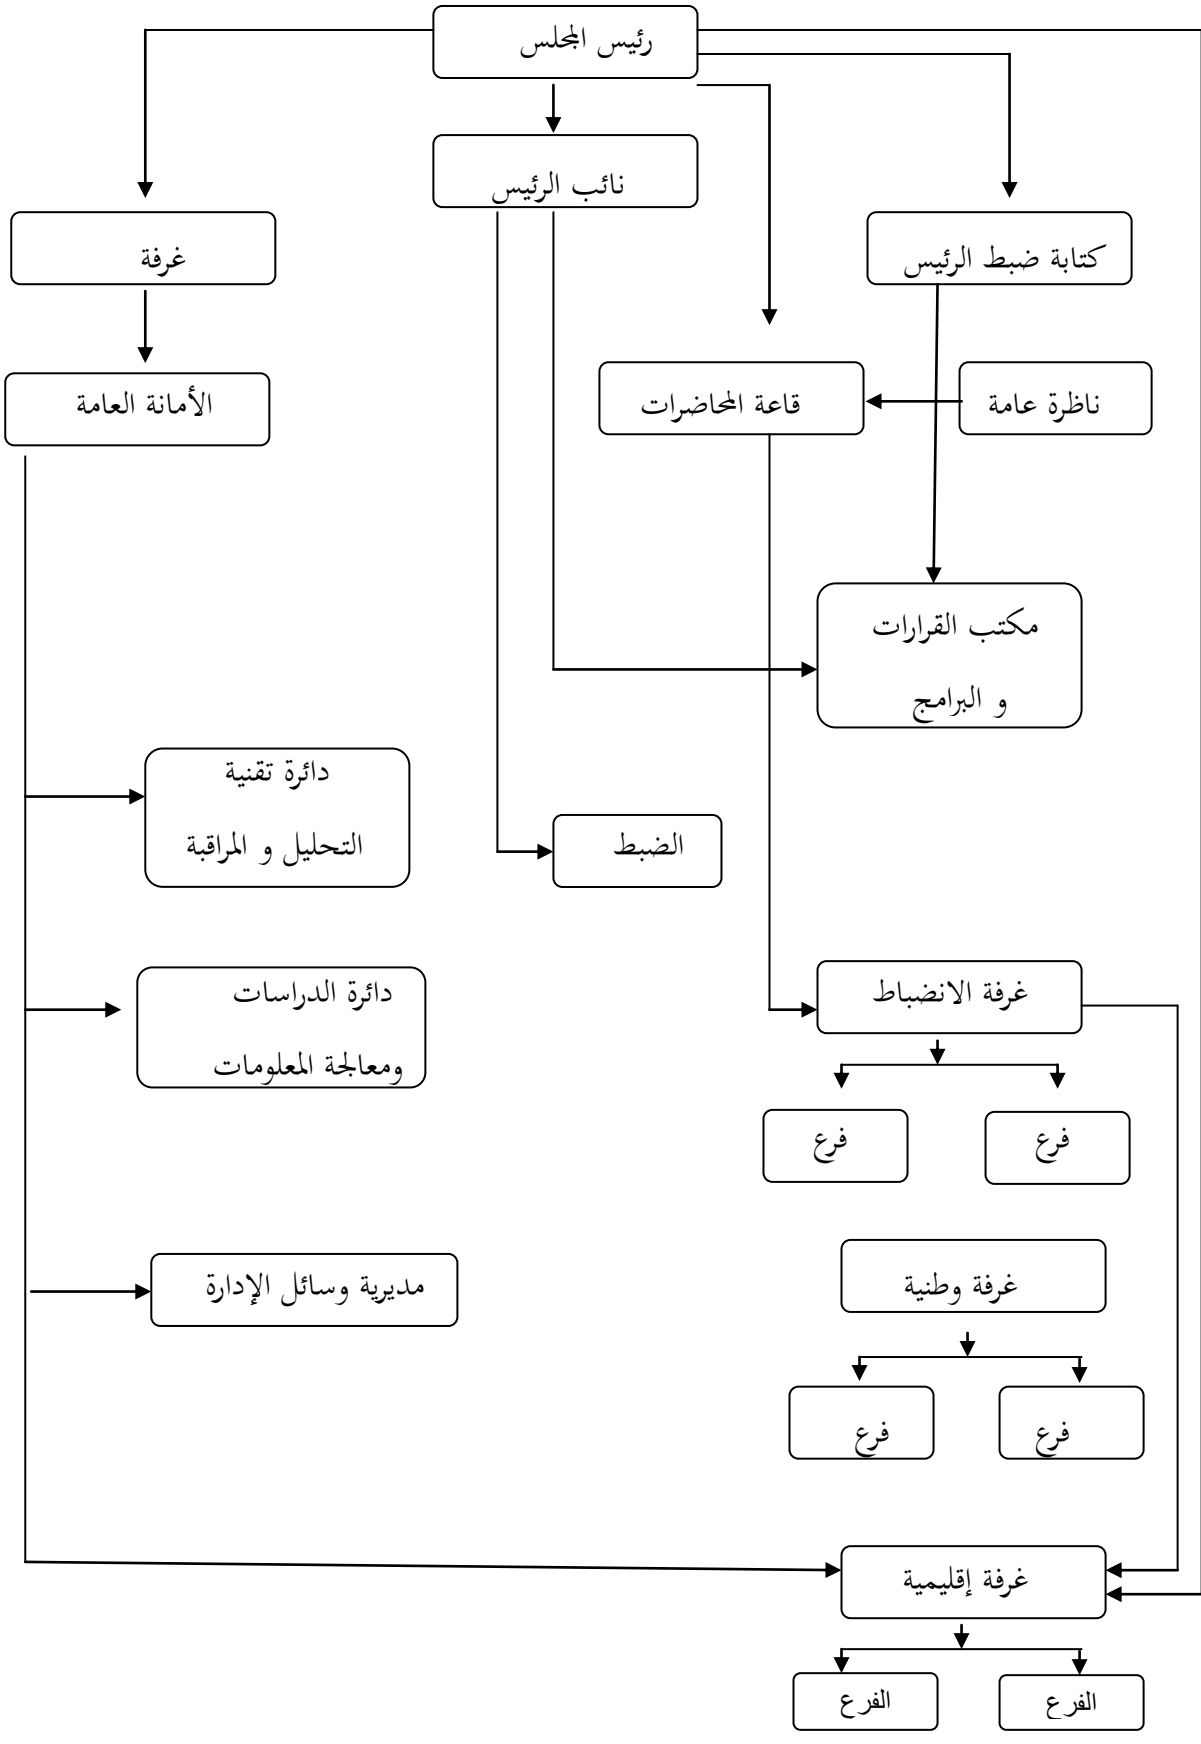 رئيس المجلس
نائب الرئيس
كتابة ضبط الرئيس
غرفة
ناظرة عامة
قاعة المحاضرات
الأمانة العامة
مكتب القرارات
و البرامج
دائرة تقنية
التحليل و المراقبة
الضبط
غرفة الانضباط
دائرة الدراسات
ومعالجة المعلومات
فرع
فرع
غرفة وطنية
مديرية وسائل الإدارة
فرع
فرع
غرفة إقليمية
الفرع
الفرع